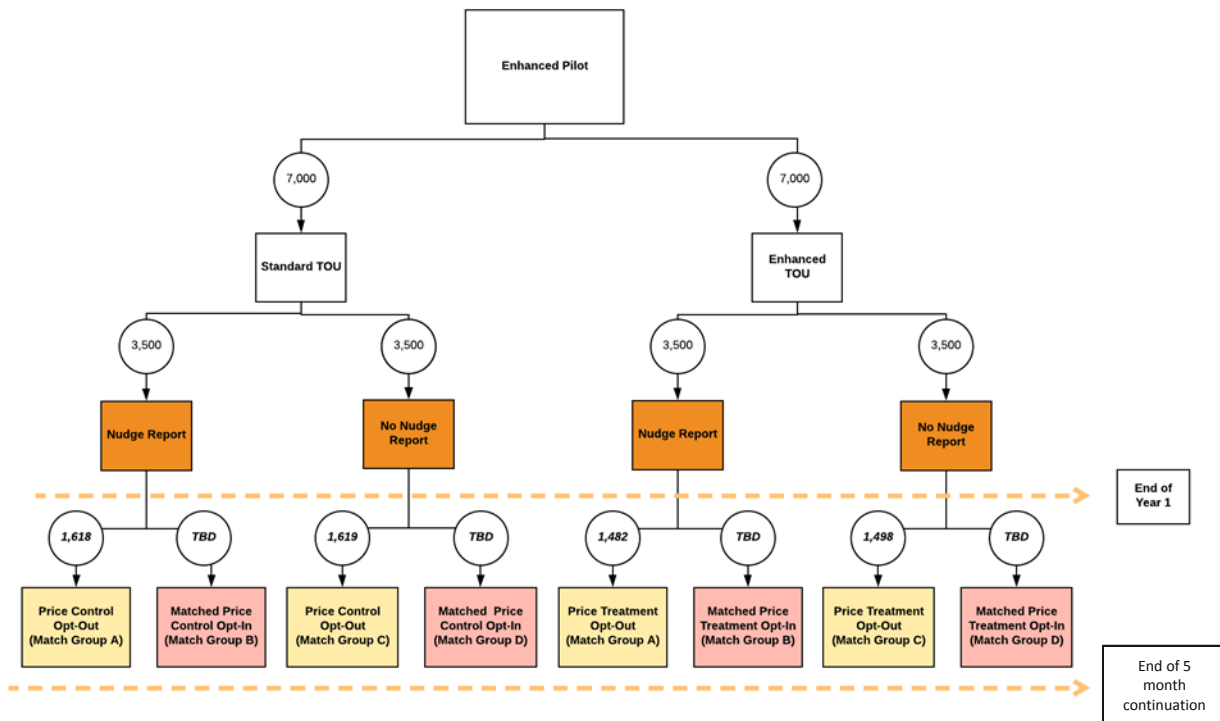 Enhanced Pilot
7,000
7,000
Standard TOU
Enhanced
TOU
3,500
3,500
3,500
3,500
Nudge Report
No Nudge
Report
Nudge Report
No Nudge
Report
End of
Year 1
1,618
TBD
1,619
TBD
1,482
TBD
1,498
TBD
Price Control
Opt-Out
(Match Group A)
Matched Price
Control Opt-In
(Match Group B)
Price Control
Opt-Out
(Match Group C)
Matched Price
Control Opt-In
(Match Group D)
Price Treatment
Opt-Out
(Match Group A)
Matched Price
Treatment Opt-In
(Match Group B)
Price Treatment
Opt-Out
(Match Group C)
Matched Price
Treatment Opt-In
(Match Group D)
End of 5
month
continuation